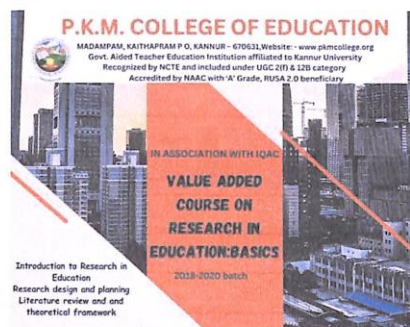 P.K.M. COLLEGE OF EDUCATION
MADAMPAM, KAITHAPRAM P O, KANNUR – 670631,Website: - www.pkmcollege.org
Govt. Aided Teacher Education Institution affiliated to Kannur University
Recognized by NCTE and included under UGC 2(f) & 12B category
Accredited by NAAC with 'A' Grade, RUSA 2.0 beneficiary
IN ASSOCIATION WITH IQAC
VALUE ADDED
COURSE ON
RESEARCH IN
EDUCATION:BASICS
2018-2020 batch
Introduction to Research in
Education
Research design and planning
Literature review and and
theoretical framework